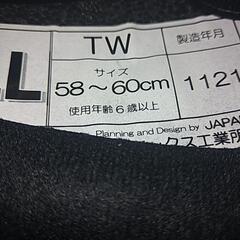 L
TW
サイズ
58～60cm
使用年齢6歳以上
製造年月
1121
Planning and Design by JAPAN
ックス工業所